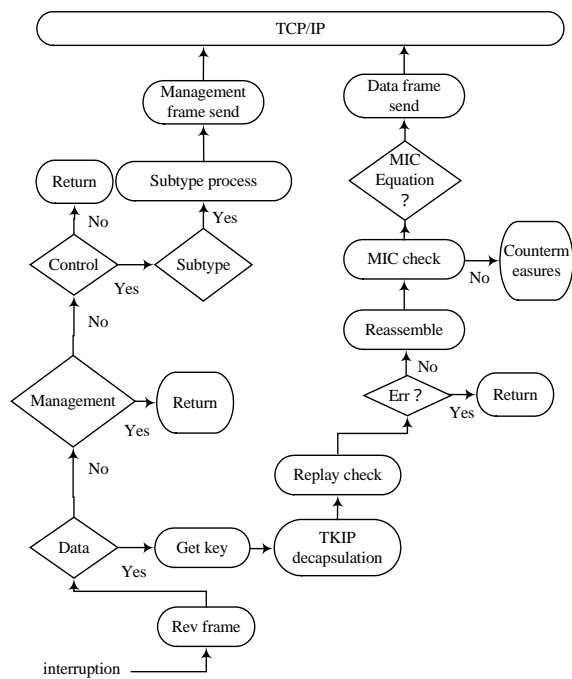 TCP/IP
Management
frame send
Data frame
send
MIC
Equation
?
Return
Subtype process
No
Yes
Control
Subtype
MIC check
Counterm
easures
Yes
No
No
Reassemble
No
Management
Return
Err ?
Return
Yes
Yes
No
Replay check
Data
Get key
TKIP
decapsulation
Yes
Rev frame
interruption